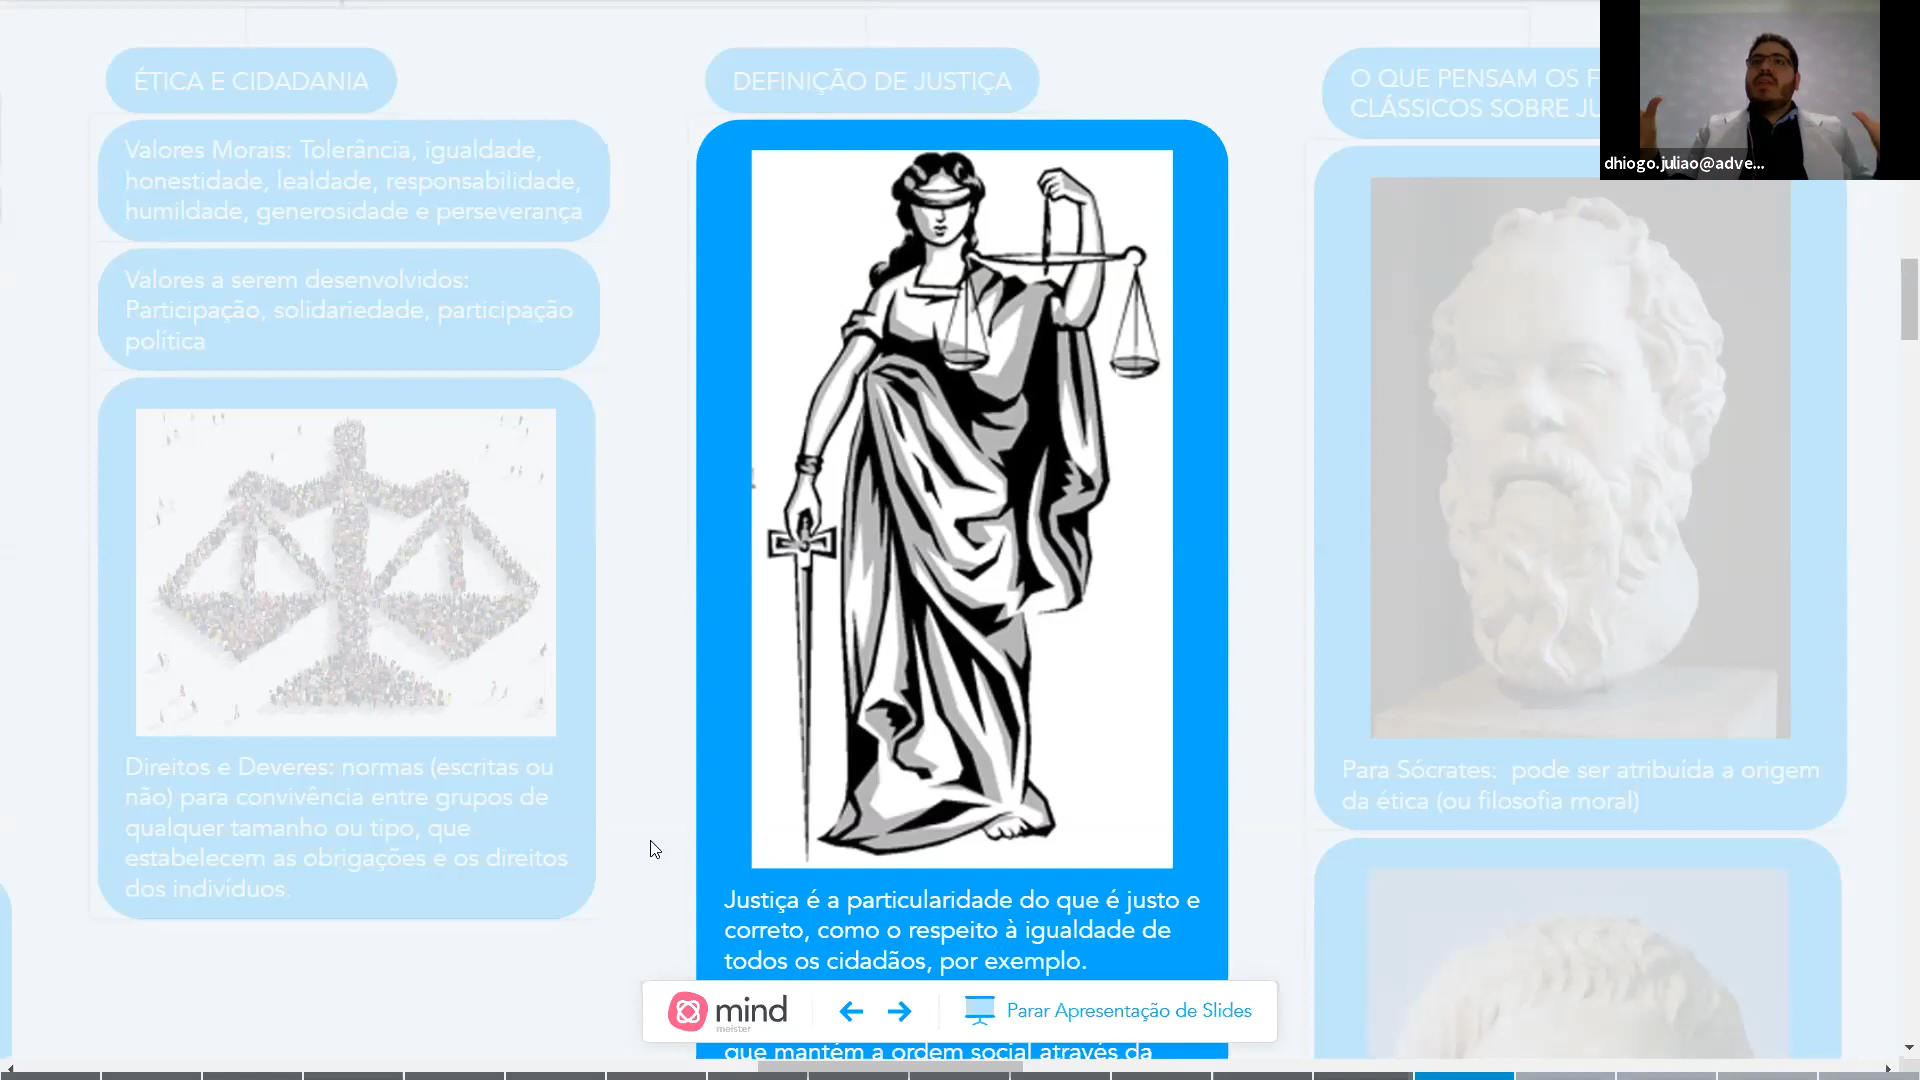 ÉTICA E CIDADANIA
Valores Morais: Tolerância, igualdade,
honestidade, lealdade, responsabilidade,
humildade, generosidade e perseverança
Valores a serem desenvolvidos:
Participação, solidariedade, participação
política
Direitos e Deveres: normas (escritas ou
não) para convivência entre grupos de
qualquer tamanho ou tipo, que
estabelecem as obrigações e os direitos
dos indivíduos.
DEFINIÇÃO DE JUSTIÇA
Justiça é a particularidade do que é justo e
correto, como o respeito à igualdade de
todos os cidadãos, por exemplo.
que mantém a ordem social através da
O QUE PENSAM OS
CLÁSSICOS SOBRE
dhiogo.juliao@adve...
Para Sócrates: pode ser atribuída a origem
da ética (ou filosofia moral)
mind
meister
Parar Apresentação de Slides